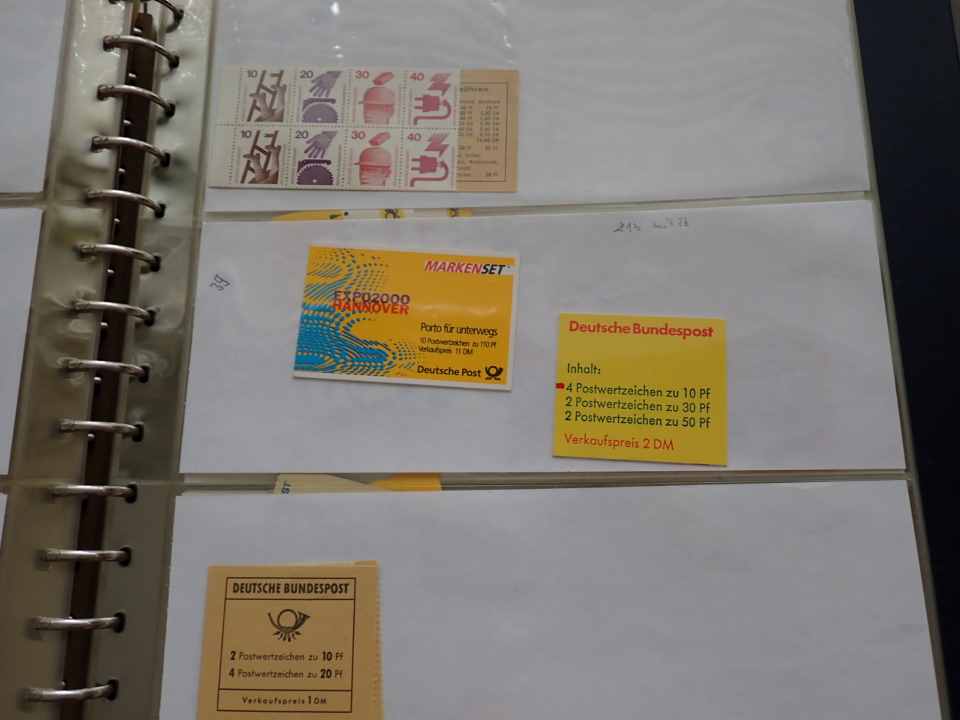 10 20 30 40
10 20 30 40
MARKENSET
EXPO2000
HANNOVER
Porto für unterwegs
10 Postwertzeichen zu 110 Pf
Verkaufspreis 11 DM
Deutsche Post
39
Deutsche Bundespost
Inhalt:
4 Postwertzeichen zu 10 Pf
2 Postwertzeichen zu 30 Pf
2 Postwertzeichen zu 50 Pf
Verkaufspreis 2 DM
DEUTSCHE BUNDESPOST
2 Postwertzeichen zu 10 Pf
4 Postwertzeichen zu 20 Pf
Verkaufspreis 1 DM